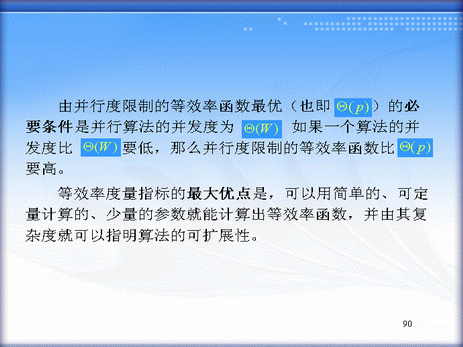 由并行度限制的等效率函数最优（也即 Θ(p) ）的必
要条件是并行算法的并发度为 Θ(W) 如果一个算法的并
发度比 Θ(W) 要低，那么并行度限制的等效率函数比 Θ(p)
要高。
等效率度量指标的最大优点是，可以用简单的、可定
量计算的、少量的参数就能计算出等效率函数，并由其复
杂度就可以指明算法的可扩展性。
90